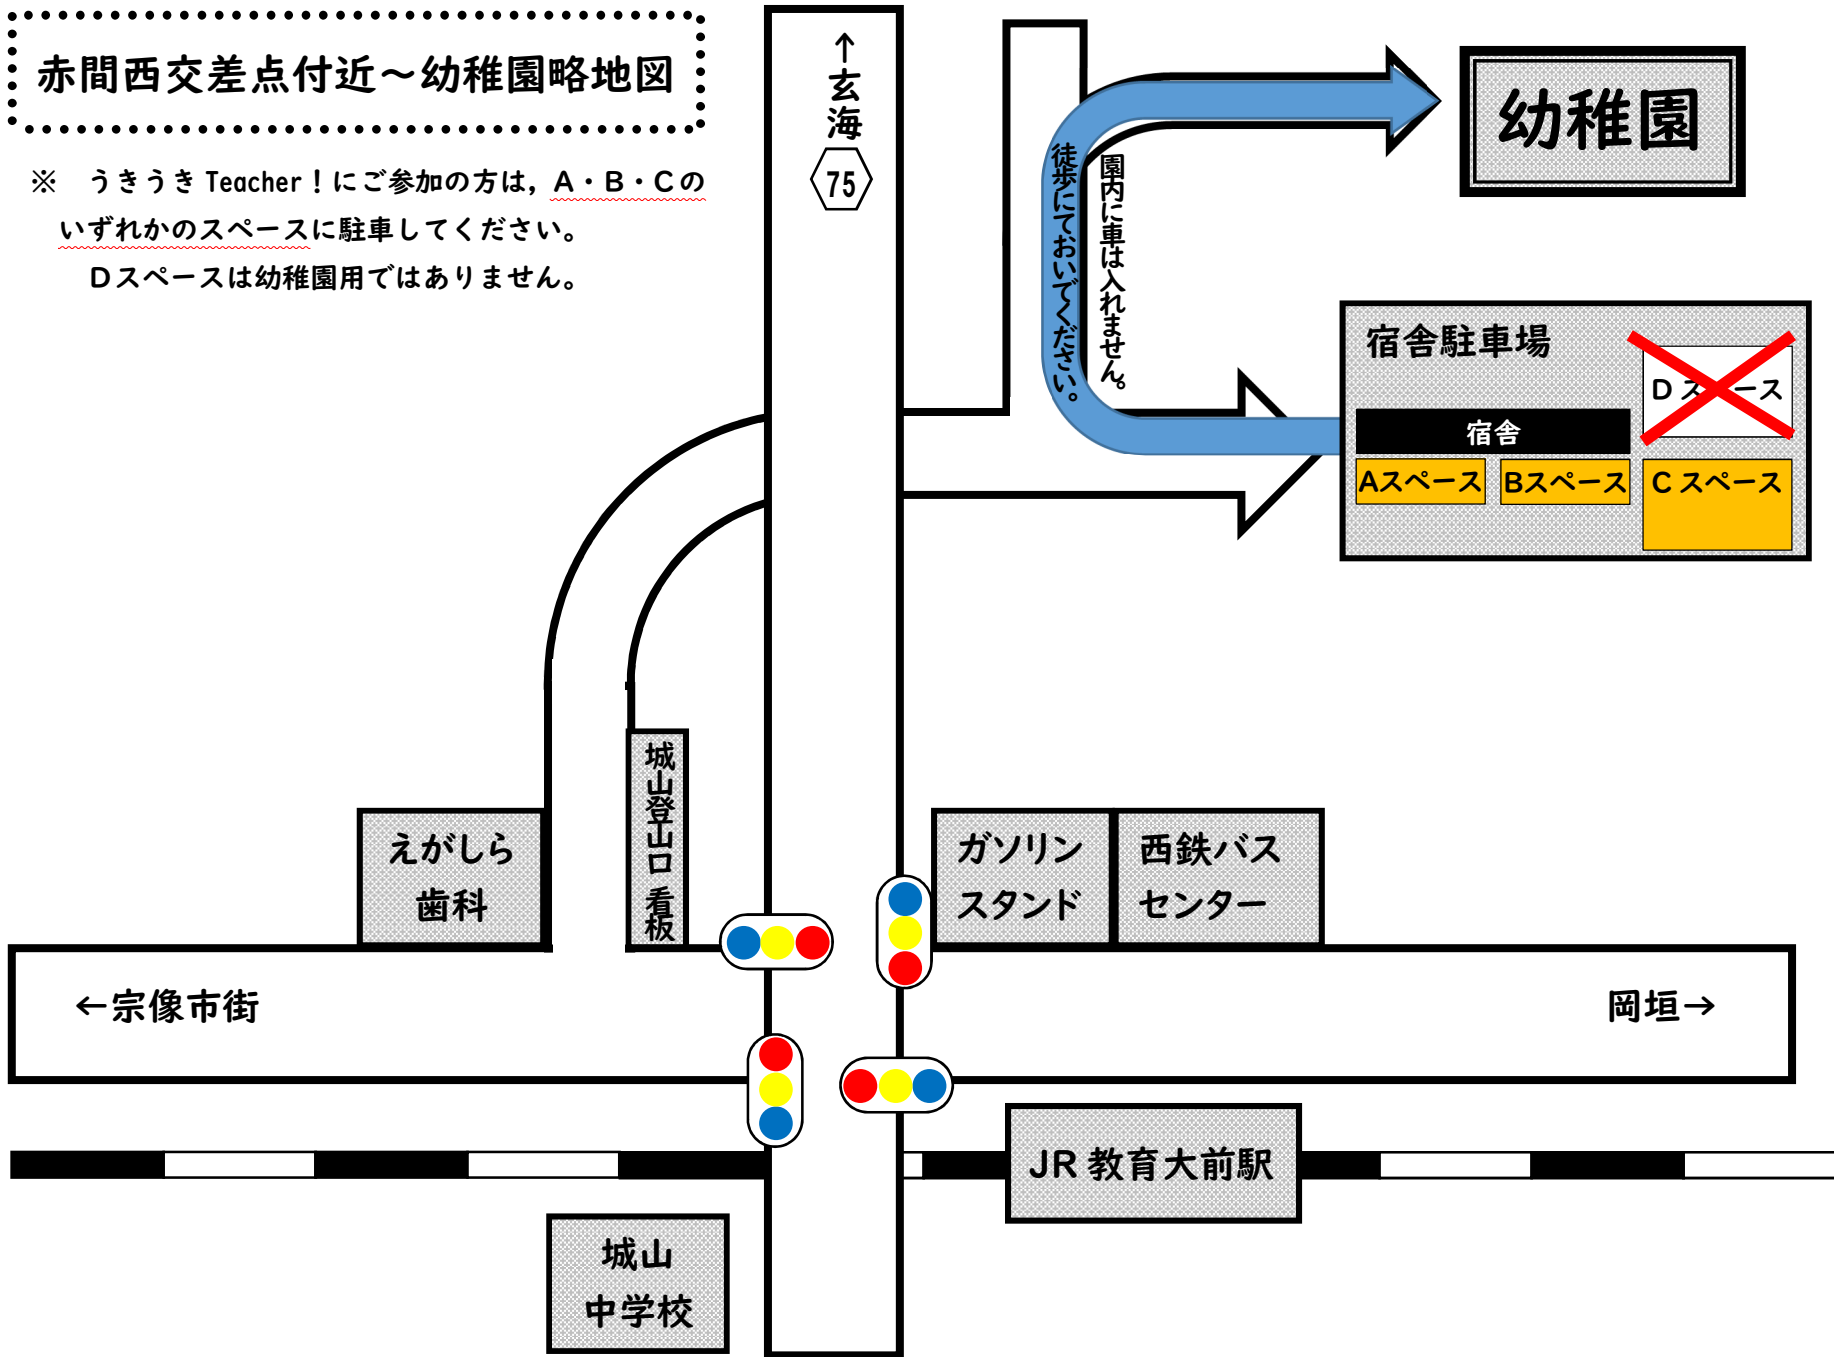 赤間西交差点付近～幼稚園略地図
※　うきうき Teacher！にご参加の方は，A・B・Cの
いずれかのスペースに駐車してください。
Dスペースは幼稚園用ではありません。
↑玄海
75
幼稚園
園内に車は入れません。
徒歩にておいでください。
宿舎駐車場
D スペース
宿舎
Aスペース
Bスペース
C スペース
城山登山口 看板
えがしら
歯科
ガソリン
スタンド
西鉄バス
センター
←宗像市街
岡垣→
JR 教育大前駅
城山
中学校